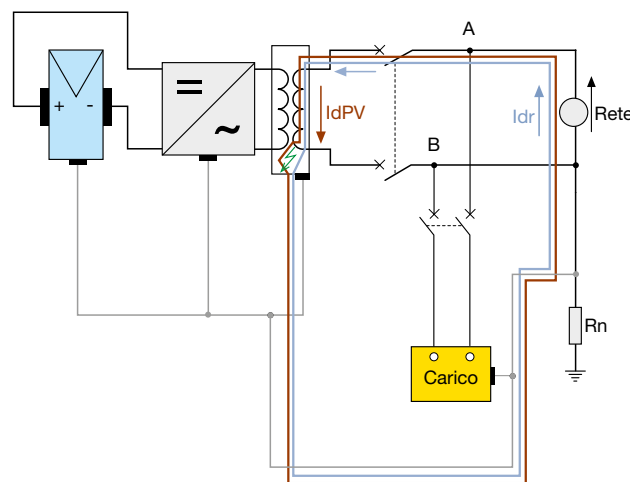 A
+ -
=
~
IdPV
Idr
Rete
B
Rn
Carico